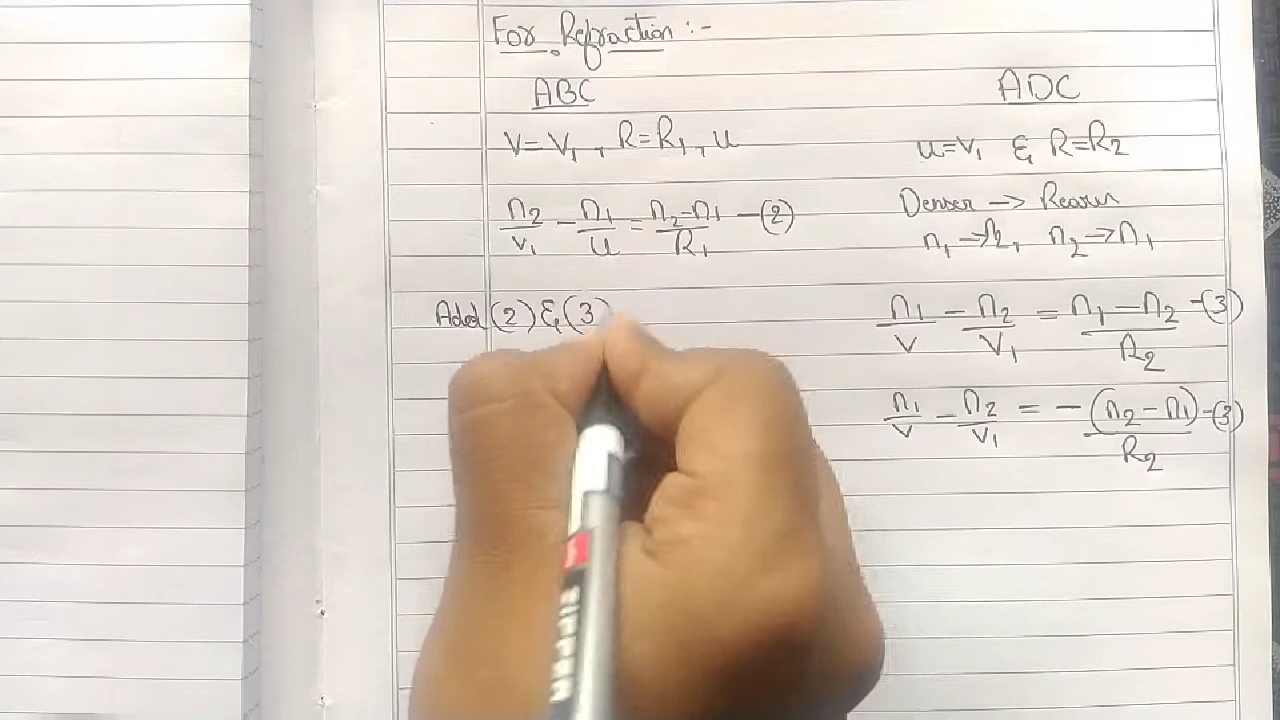 For Refraction :-
ABC
V = V₁ , R = R₁ , u
n₂/v₁ - n₁/u = n₂-n₁/R₁ -(2)
Add (2) & (3)
ADC
u=v₁ & R=R₂
Denser → Rearer
n₁ → n₂, n₂ → n₁
n₁/v - n₂/V₁ = n₁-n₂/R₂ -(3)
n₁/v - n₂/v₁ = -(n₂-n₁)/R₂ -(3)